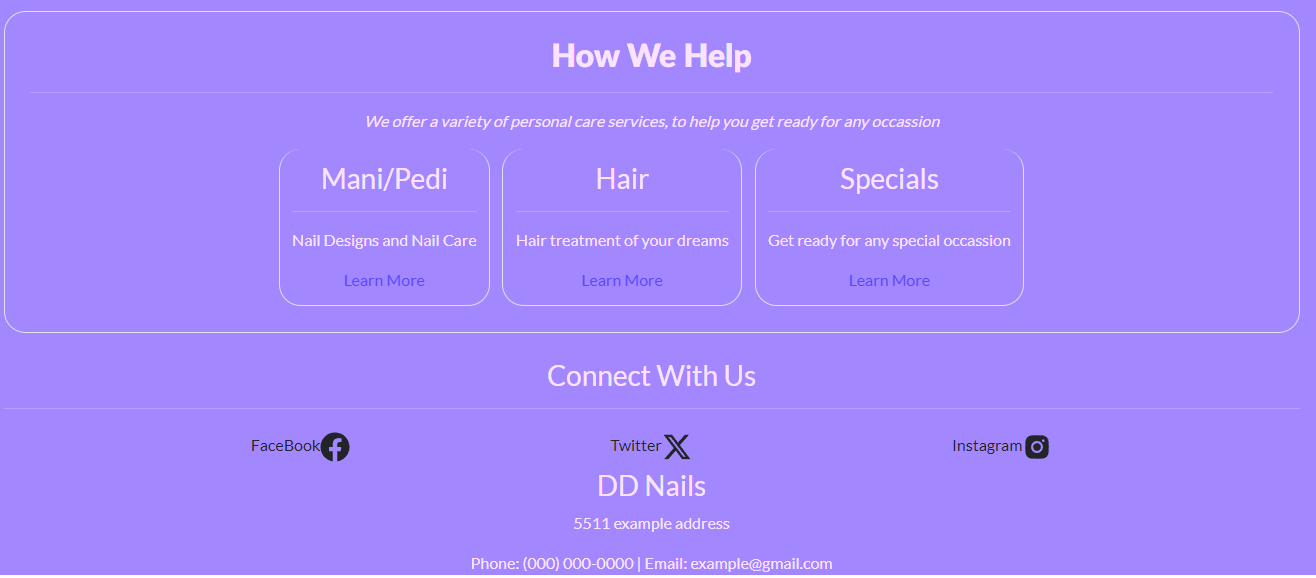 How We Help
We offer a variety of personal care services, to help you get ready for any occassion
Mani/Pedi
Nail Designs and Nail Care
Learn More
Hair
Hair treatment of your dreams
Learn More
Specials
Get ready for any special occassion
Learn More
Connect With Us
FaceBook
Twitter
Instagram
DD Nails
5511 example address
Phone: (000) 000-0000 | Email: example@gmail.com